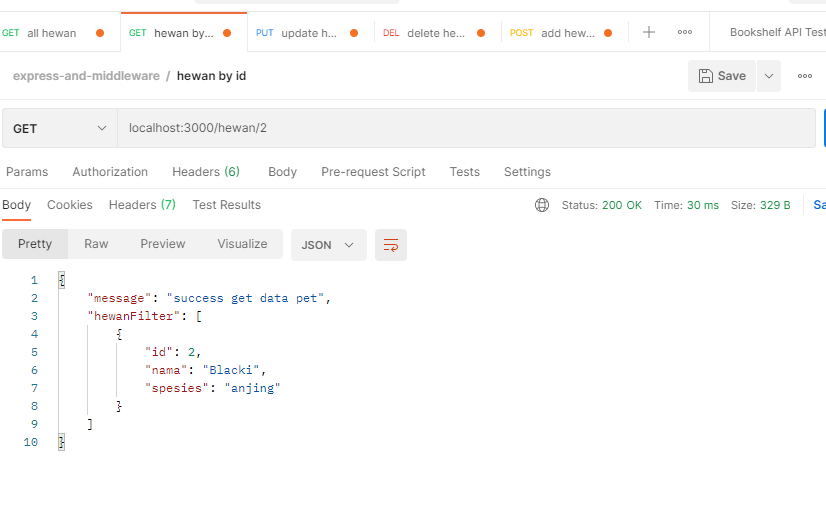 GET all hewan GET hewan by... PUT update h... DEL delete he... POST add hew... Bookshelf API Test
express-and-middleware / hewan by id Save
GET localhost:3000/hewan/2
Params Authorization Headers (6) Body Pre-request Script Tests Settings
Body Cookies Headers (7) Test Results Status: 200 OK Time: 30 ms Size: 329 B Sa
Pretty Raw Preview Visualize JSON
1 {
2 "message": "success get data pet",
3 "hewanFilter": [
4 {
5 "id": 2,
6 "nama": "Blacki",
7 "spesies": "anjing"
8 }
9 ]
10 }